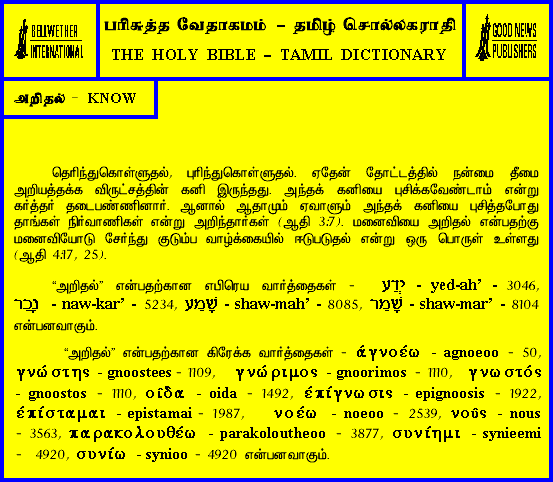 BELLWETHER
INTERNATIONAL
பரிசுத்த வேதாகமம் – தமிழ் சொல்லகராதி
THE HOLY BIBLE – TAMIL DICTIONARY
GOOD NEWS
PUBLISHERS
அறிதல் – KNOW
தெரிந்துகொள்ளுதல், புரிந்துகொள்ளுதல். ஏதேன் தோட்டத்தில் நன்மை தீமை
அறியத்தக்க விருட்சத்தின் கனி இருந்தது. அந்தக் கனியை புசிக்கவேண்டாம் என்று
கர்த்தர் தடைபண்ணினார். ஆனால் ஆதாமும் ஏவாளும் அந்தக் கனியை புசித்தபோது
தாங்கள் நிர்வாணிகள் என்று அறிந்தார்கள் (ஆதி 3:7). மனைவியை அறிதல் என்பதற்கு
மனைவியோடு சேர்ந்து குடும்ப வாழ்க்கையில் ஈடுபடுதல் என்று ஒரு பொருள் உள்ளது
(ஆதி 4:17, 25).
“அறிதல்” என்பதற்கான எபிரெய வார்த்தைகள் - יָדַע - yed-ah’ - 3046,
נָכַר - naw-kar’ - 5234, שָׁמַע - shaw-mah’ - 8085, שָׁמַר - shaw-mar’ - 8104
என்பனவாகும்.
“அறிதல்” என்பதற்கான கிரேக்க வார்த்தைகள் - ἀγνοέω - agnoeoo - 50,
γνώστης - gnoostees - 1109, γνώριμος - gnoorimos - 1110, γνωστός
- gnoostos - 1110, οἶδα - oida - 1492, ἐπίγνωσις - epignoosis - 1922,
ἐπίσταμαι - epistamai - 1987, νοέω - noeoo - 2539, νοῦς - nous
- 3563, παρακολουθέω - parakoloutheoo - 3877, συνίημι - synieemi
- 4920, συνίω - synioo - 4920 என்பனவாகும்.